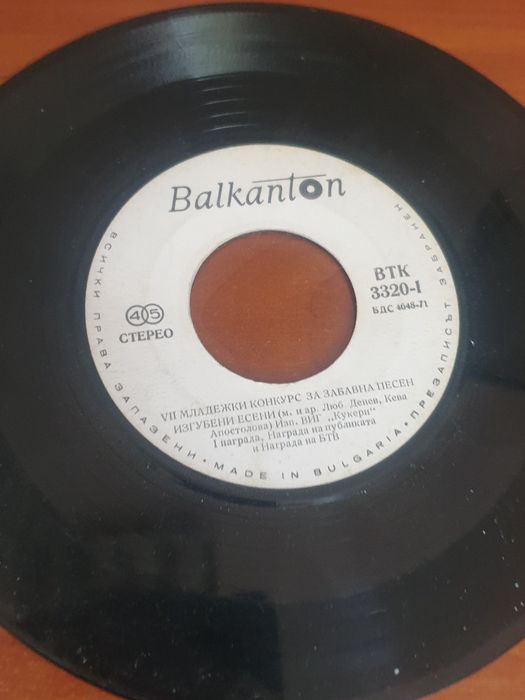 Balkanton
ВТК
3320-I
БДС 4048-71
45
СТЕРЕО
VII МЛАДЕЖКИ КОНКУРС ЗА ЗАБАВНА ПЕСЕН
ИЗГУБЕНИ ЕСЕНИ (м. и ар. Люб. Денев, Кева
Апостолова) Изп. ВИГ „Кукери"
I награда, Награда на публиката
и Награда на БТВ
ВСИЧКИ ПРАВА ЗАПАЗЕНИ • MADE IN BULGARIA • ПРЕЗАПИСЪТ ЗАБРАНЕН